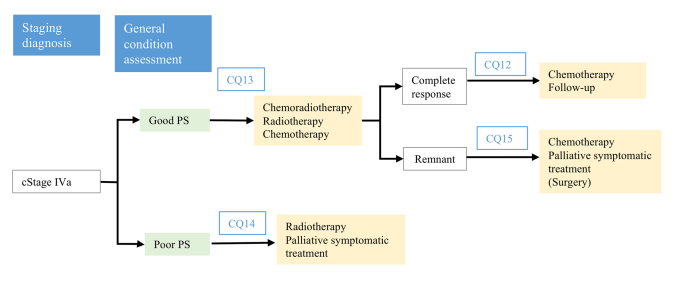 Staging
diagnosis
General
condition
assessment
CQ13
CQ12
Complete
response
Chemotherapy
Follow-up
Good PS
Chemoradiotherapy
Radiotherapy
Chemotherapy
CQ15
Remnant
Chemotherapy
Palliative symptomatic
treatment
(Surgery)
cStage IVa
CQ14
Poor PS
Radiotherapy
Palliative symptomatic
treatment